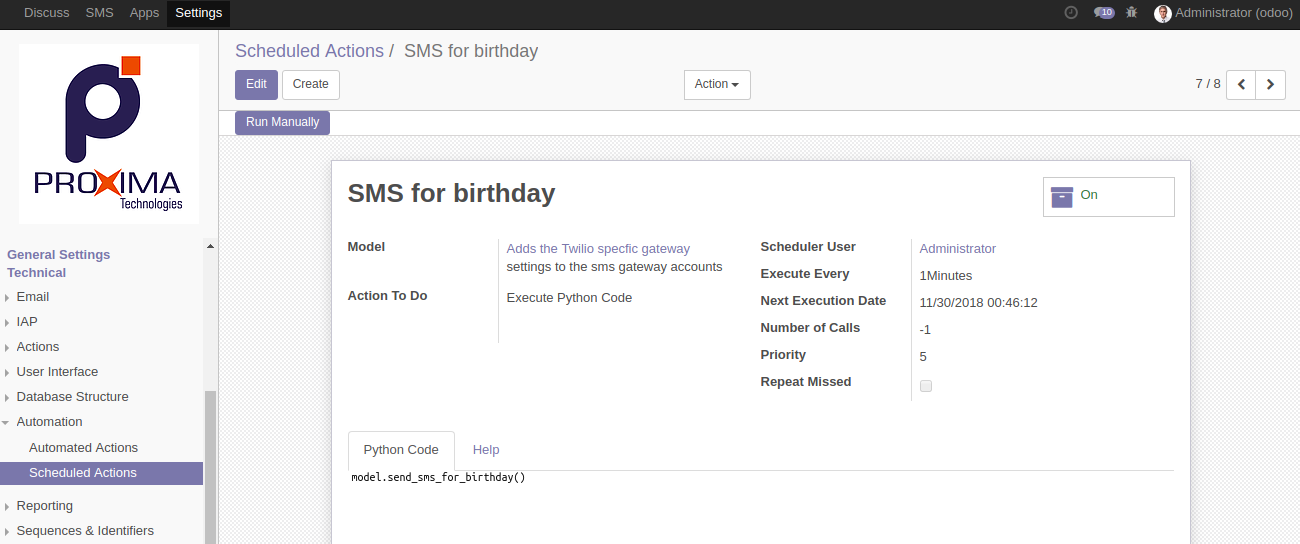 Discuss SMS Apps Settings
10 Administrator (odoo)
PROXIMA
Technologies
General Settings
Technical
Email
IAP
Actions
User Interface
Database Structure
Automation
Automated Actions
Scheduled Actions
Reporting
Sequences & Identifiers
Scheduled Actions / SMS for birthday
Edit Create Action 7 / 8
Run Manually
SMS for birthday
On
Model Adds the Twilio specfic gateway
settings to the sms gateway accounts
Action To Do Execute Python Code
Scheduler User Administrator
Execute Every 1Minutes
Next Execution Date 11/30/2018 00:46:12
Number of Calls -1
Priority 5
Repeat Missed
Python Code Help
model.send_sms_for_birthday()